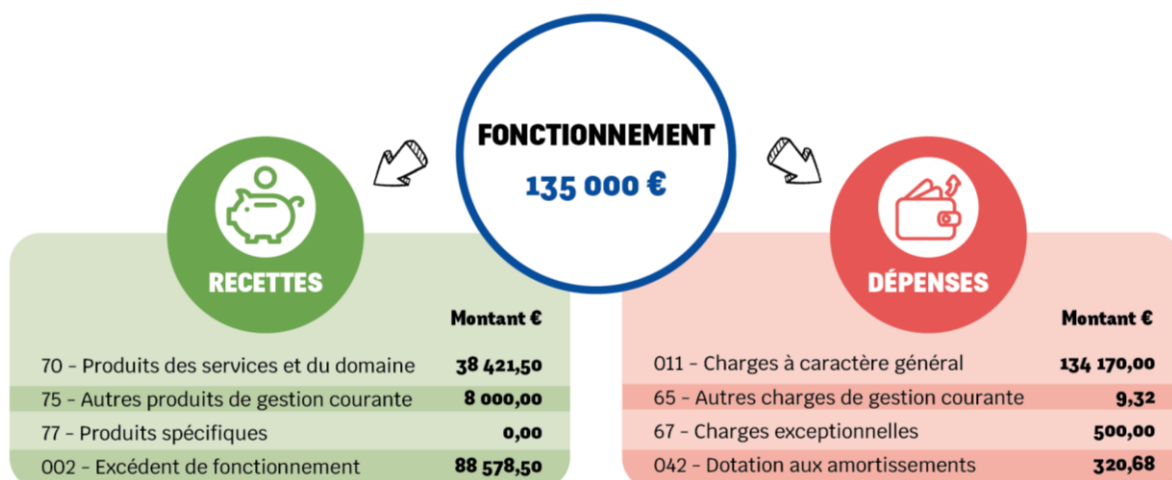 FONCTIONNEMENT
135 000 €
RECETTES
Montant €
70 - Produits des services et du domaine 38 421,50
75 - Autres produits de gestion courante 8 000,00
77 - Produits spécifiques 0,00
002 - Excédent de fonctionnement 88 578,50
DÉPENSES
Montant €
011 - Charges à caractère général 134 170,00
65 - Autres charges de gestion courante 9,32
67 - Charges exceptionnelles 500,00
042 - Dotation aux amortissements 320,68